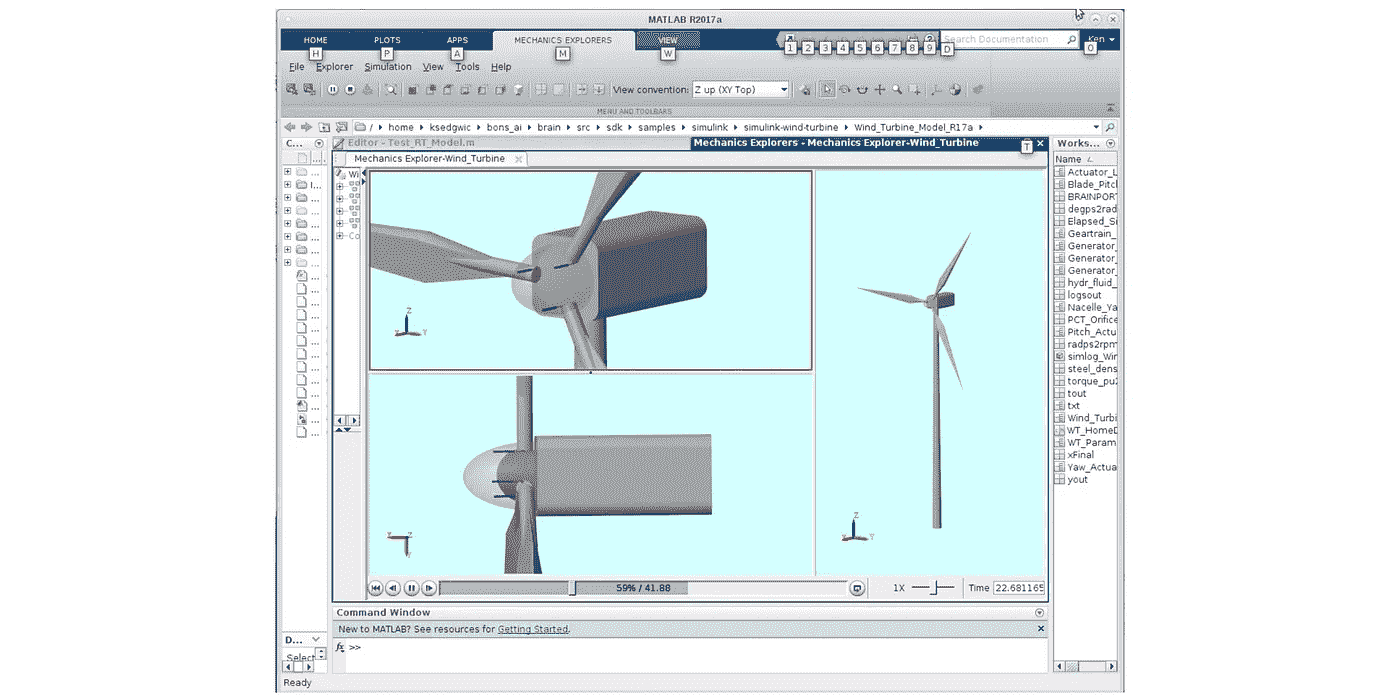 MATLAB R2017a
HOME PLOTS APPS MECHANICS EXPLORERS VIEW Search Documentation Ken
H P A M W 1 2 3 4 5 6 7 8 9 D 0
File Explorer Simulation View Tools Help
View convention: Z up (XY Top)
MENU AND TOOLBARS
/ home ksedgwic bons_ai brain src sdk samples simulink simulink-wind-turbine Wind_Turbine_Model_R17a
C... Editor - Test_RT_Model.m Mechanics Explorers - Mechanics Explorer-Wind_Turbine T Works...
Mechanics Explorer-Wind_Turbine Name
Wi
Co
Actuator_L
Blade_Pitch
BRAINPOR
degps2rad
Elapsed_Si
Geartrain_
Generator_
Generator_
Generator_
hydr_fluid_
logsout
Nacelle_Ya
PCT_Orifice
Pitch_Actu
radps2rpm
simlog_Win
steel_dens
torque_pu2
tout
txt
Wind_Turbi
WT_HomeD
WT_Param
xFinal
Yaw_Actua
yout
59% / 41.88 1X Time 22.681165
Command Window
New to MATLAB? See resources for Getting Started.
fx >>
D...
Select
Ready